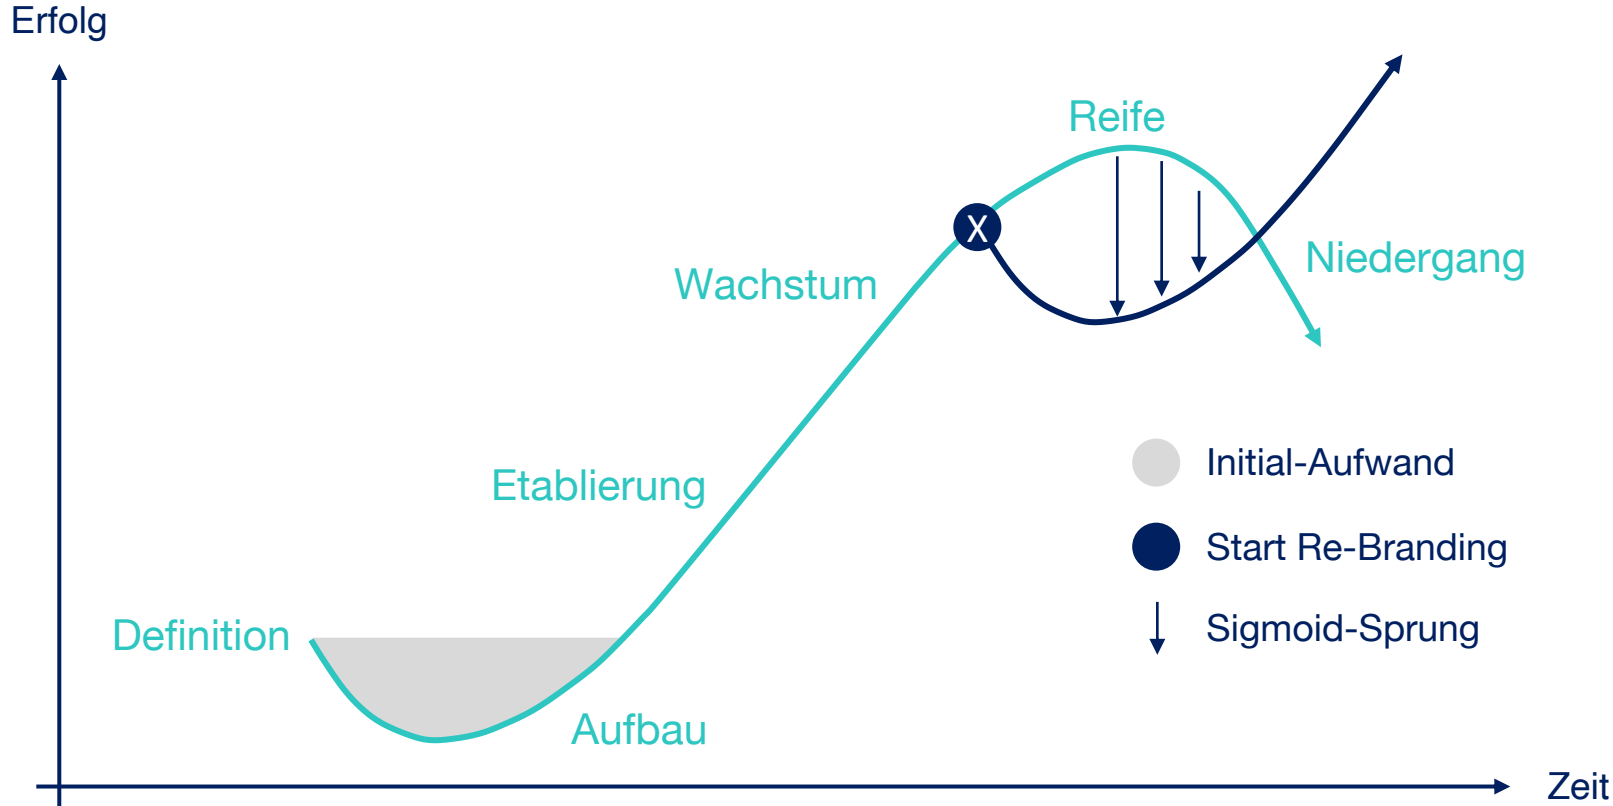 Erfolg
Reife
X
Wachstum
Niedergang
Etablierung
Initial-Aufwand
Start Re-Branding
Definition
Sigmoid-Sprung
Aufbau
Zeit